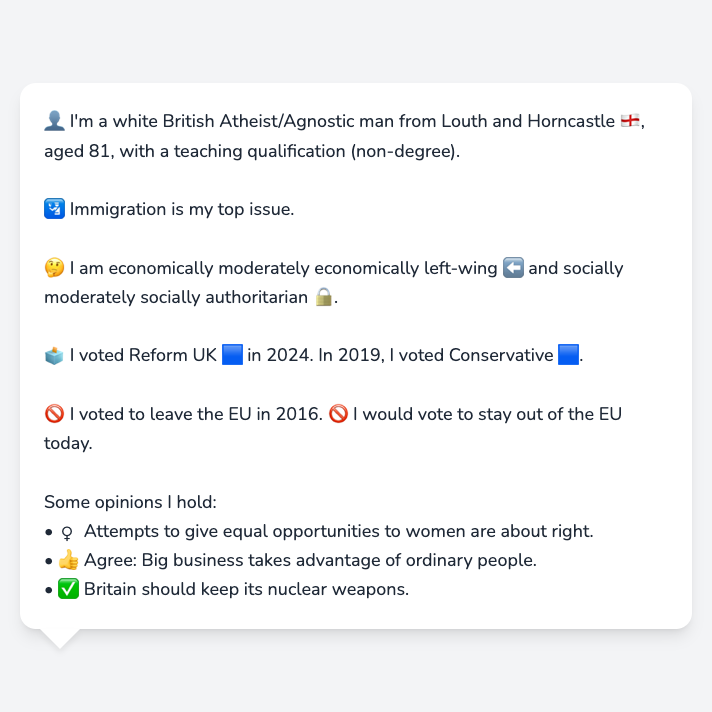 👤 I'm a white British Atheist/Agnostic man from Louth and Horncastle 🏴󠁧󠁢󠁥󠁮󠁧󠁿,
aged 81, with a teaching qualification (non-degree).
🛂 Immigration is my top issue.
🤔 I am economically moderately economically left-wing ⬅️ and socially
moderately socially authoritarian 🔒.
🗳️ I voted Reform UK 🟦 in 2024. In 2019, I voted Conservative 🟦.
🚫 I voted to leave the EU in 2016. 🚫 I would vote to stay out of the EU
today.
Some opinions I hold:
• ♀ Attempts to give equal opportunities to women are about right.
• 👍 Agree: Big business takes advantage of ordinary people.
• ✅ Britain should keep its nuclear weapons.